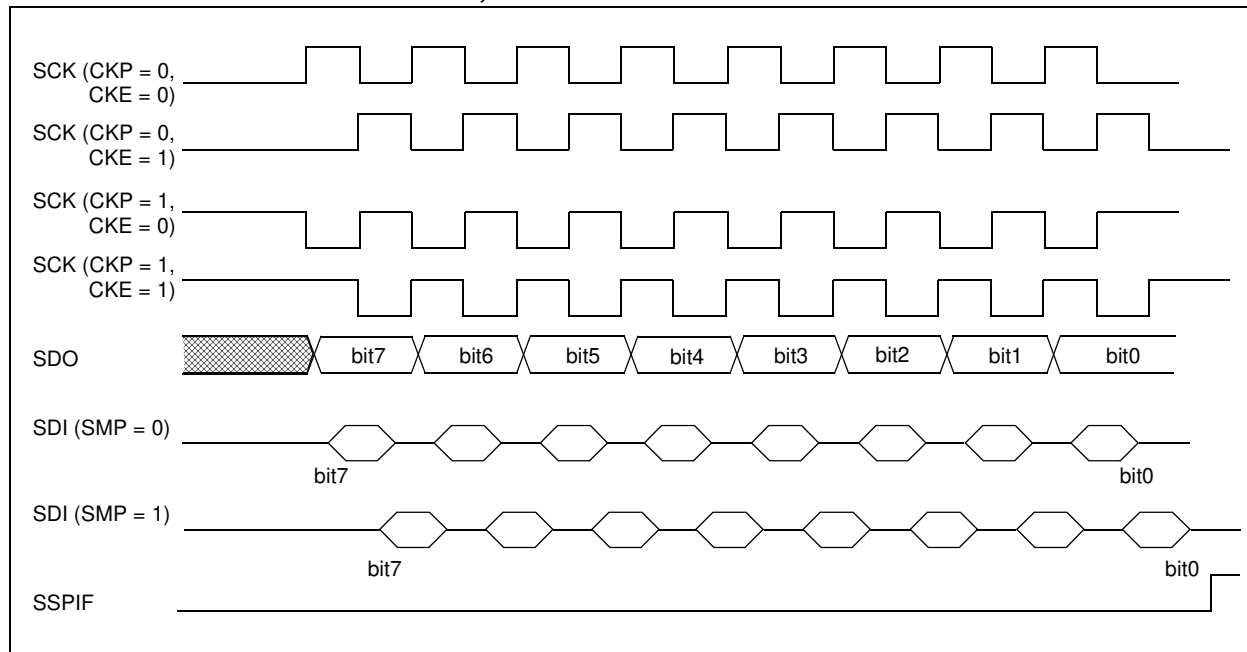 SCK (CKP = 0,
CKE = 0)
SCK (CKP = 0,
CKE = 1)
SCK (CKP = 1,
CKE = 0)
SCK (CKP = 1,
CKE = 1)
SDO bit7 bit6 bit5 bit4 bit3 bit2 bit1 bit0
SDI (SMP = 0)
bit7 bit0
SDI (SMP = 1)
bit7 bit0
SSPIF